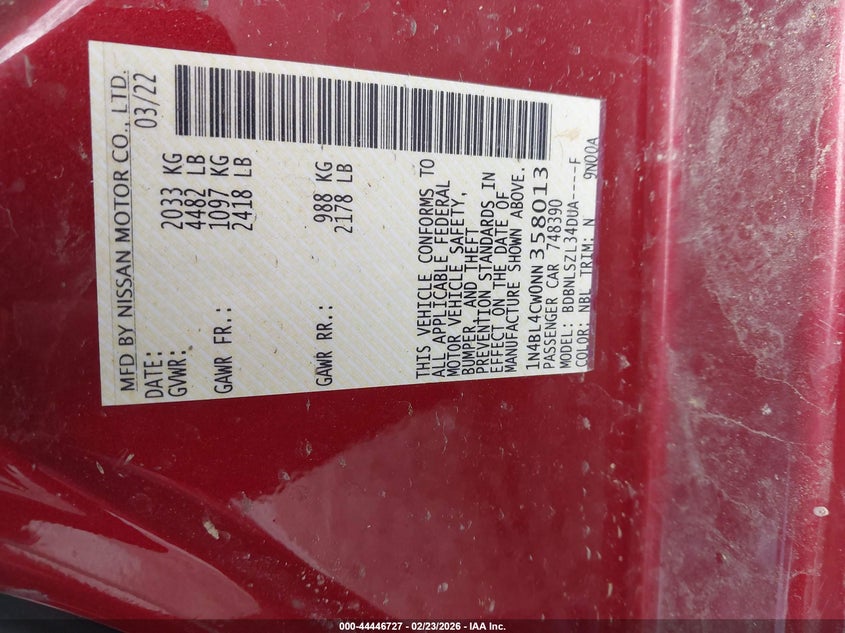 MFD BY NISSAN MOTOR CO., LTD.
DATE: 03/22
GVWR: 2033 KG
4482 LB
GAWR FR.: 1097 KG
2418 LB
GAWR RR.: 988 KG
2178 LB
THIS VEHICLE CONFORMS TO
ALL APPLICABLE FEDERAL
MOTOR VEHICLE SAFETY,
BUMPER, AND THEFT
PREVENTION STANDARDS IN
EFFECT ON THE DATE OF
MANUFACTURE SHOWN ABOVE.
1N4BL4CW0NN358013
PASSENGER CAR 748390
MODEL: BDBNLSZL34DUA----F
COLOR: NBL TRIM: N 9N00A
000-44446727 - 02/23/2026 - IAA Inc.